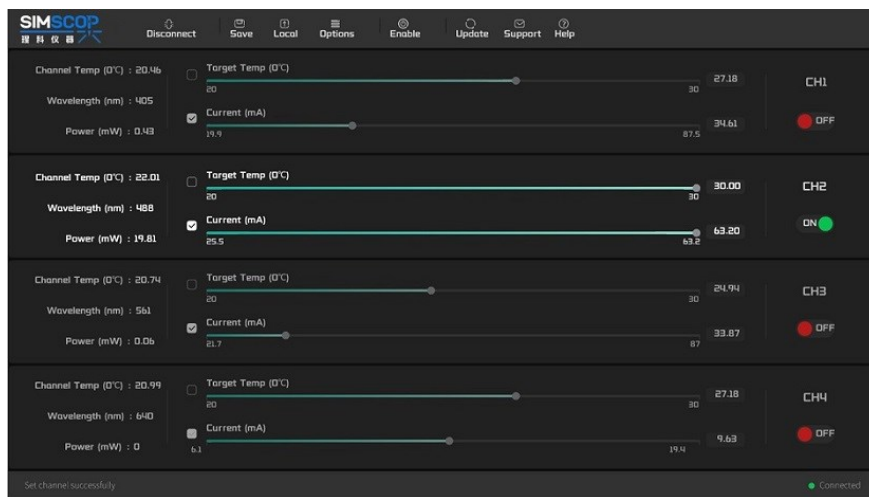 SIMSCOP
理科仪器
Disconnect Save Local Options Enable Update Support Help
Channel Temp (0℃) : 20.46
Wavelength (nm) : 405
Power (mW) : 0.43
Target Temp (0℃)
20 30
27.18
Current (mA)
19.9 87.5
34.61
CH1
OFF
Channel Temp (0℃) : 22.01
Wavelength (nm) : 488
Power (mW) : 19.81
Target Temp (0℃)
20 30
30.00
Current (mA)
25.5 63.2
63.20
CH2
ON
Channel Temp (0℃) : 20.74
Wavelength (nm) : 561
Power (mW) : 0.06
Target Temp (0℃)
20 30
24.94
Current (mA)
21.7 87
33.87
CH3
OFF
Channel Temp (0℃) : 20.99
Wavelength (nm) : 640
Power (mW) : 0
Target Temp (0℃)
20 30
27.18
Current (mA)
6.1 19.4
9.63
CH4
OFF
Set channel successfully
Connected